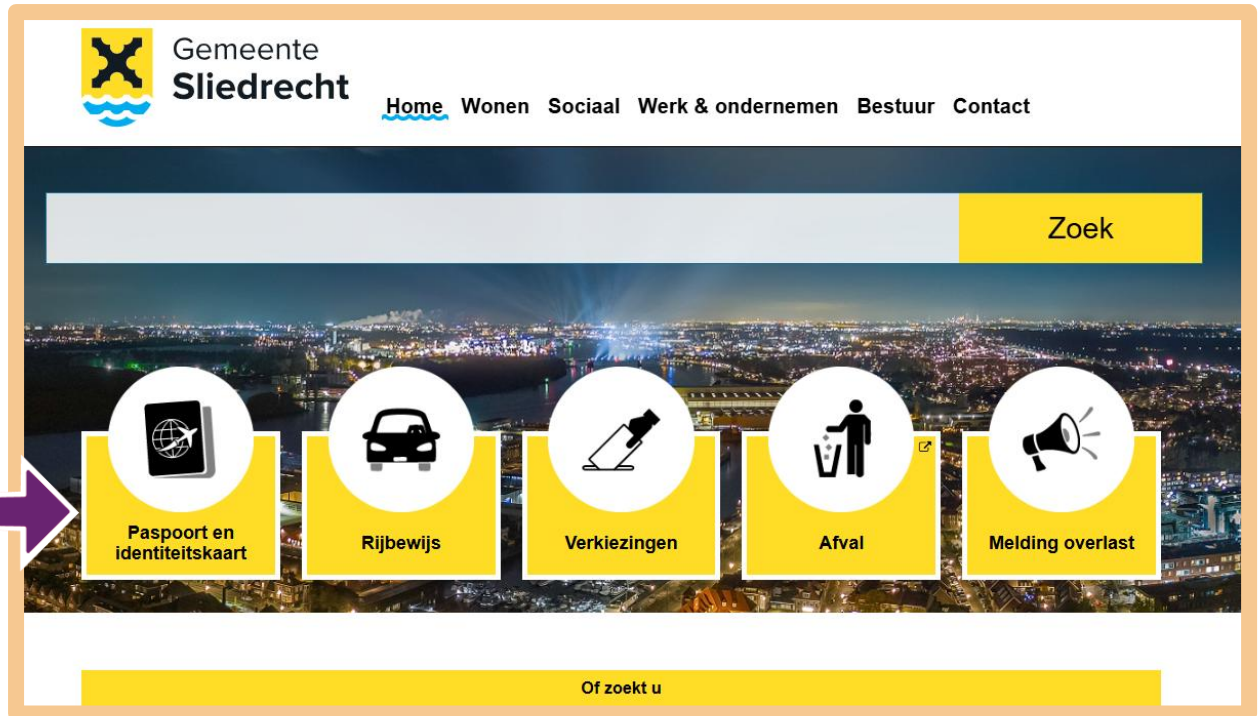 Gemeente
Sliedrecht
Home Wonen Sociaal Werk & ondernemen Bestuur Contact
Zoek
Paspoort en
identiteitskaart
Rijbewijs
Verkiezingen
Afval
Melding overlast
Of zoekt u